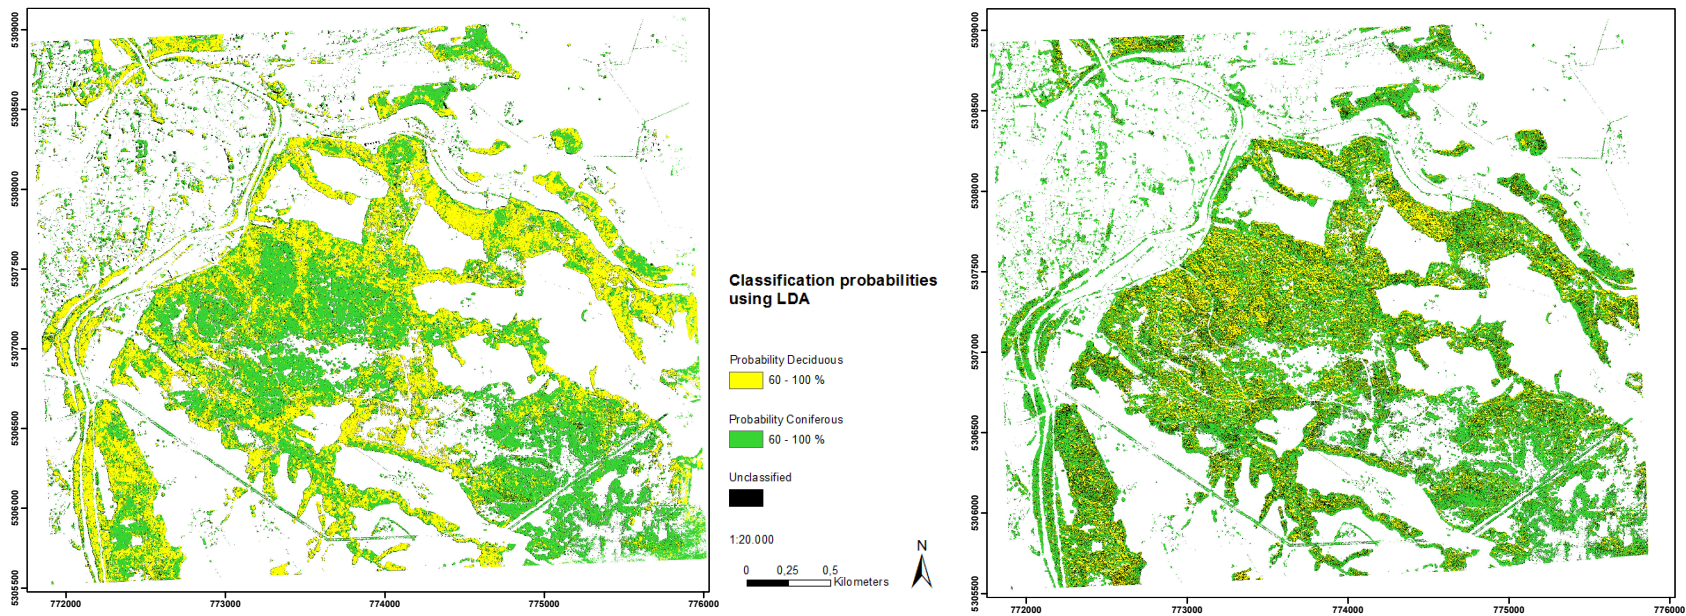 5309000
5308500
5308000
5307500
5307000
5306500
5306000
5305500
772000 773000 774000 775000 776000
Classification probabilities
using LDA
Probability Deciduous
60 - 100 %
Probability Coniferous
60 - 100 %
Unclassified
1:20.000
0 0,25 0,5
Kilometers
N
5309000
5308500
5308000
5307500
5307000
5306500
5306000
5305500
772000 773000 774000 775000 776000